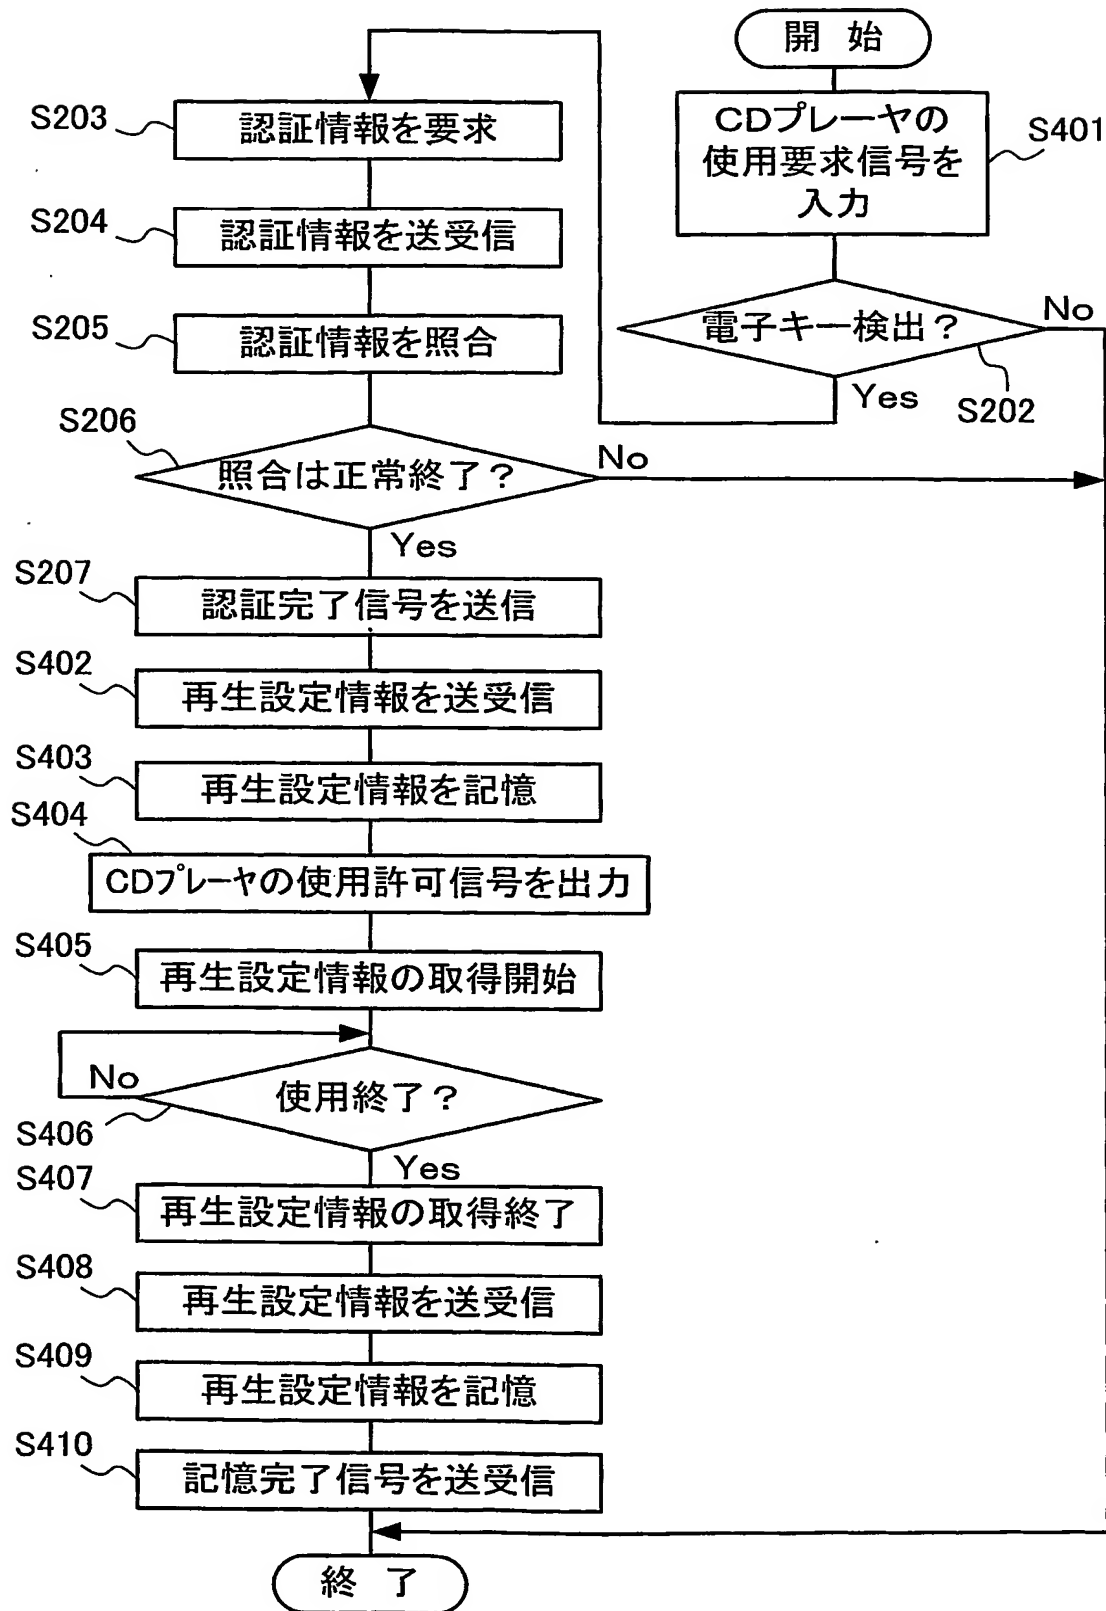 開 始
CDプレーヤの
使用要求信号を
入力
S401
電子キー検出？
No
Yes
S202
S203
認証情報を要求
S204
認証情報を送受信
S205
認証情報を照合
S206
照合は正常終了？
No
Yes
S207
認証完了信号を送信
S402
再生設定情報を送受信
S403
再生設定情報を記憶
S404
CDプレーヤの使用許可信号を出力
S405
再生設定情報の取得開始
使用終了？
No
S406
Yes
S407
再生設定情報の取得終了
S408
再生設定情報を送受信
S409
再生設定情報を記憶
S410
記憶完了信号を送受信
終 了